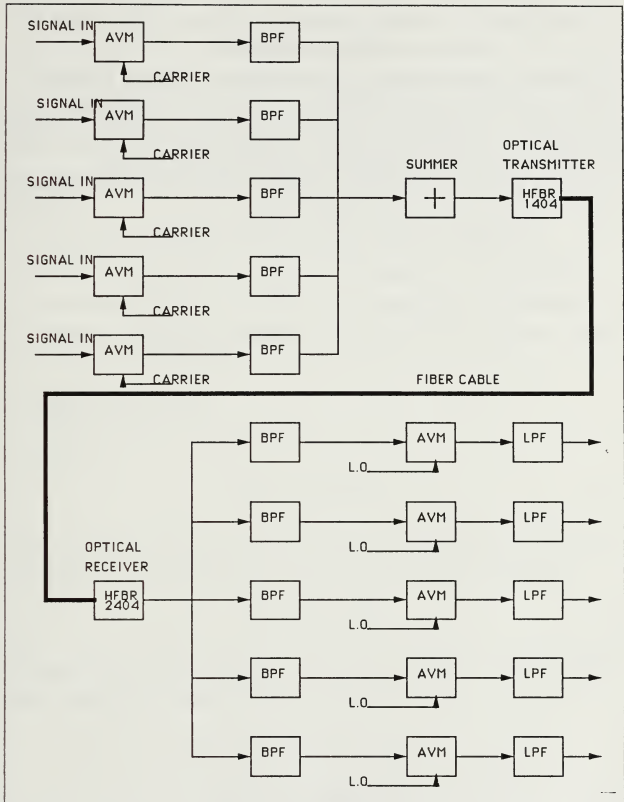 SIGNAL IN
AVM
BPF
CARRIER
SIGNAL IN
AVM
BPF
CARRIER
SUMMER
OPTICAL
TRANSMITTER
SIGNAL IN
AVM
BPF
+
HFBR
1404
CARRIER
SIGNAL IN
AVM
BPF
CARRIER
SIGNAL IN
AVM
BPF
CARRIER
FIBER CABLE
BPF
AVM
LPF
L.O
BPF
AVM
LPF
L.O
OPTICAL
RECEIVER
HFBR
2404
BPF
AVM
LPF
L.O
BPF
AVM
LPF
L.O
BPF
AVM
LPF
L.O